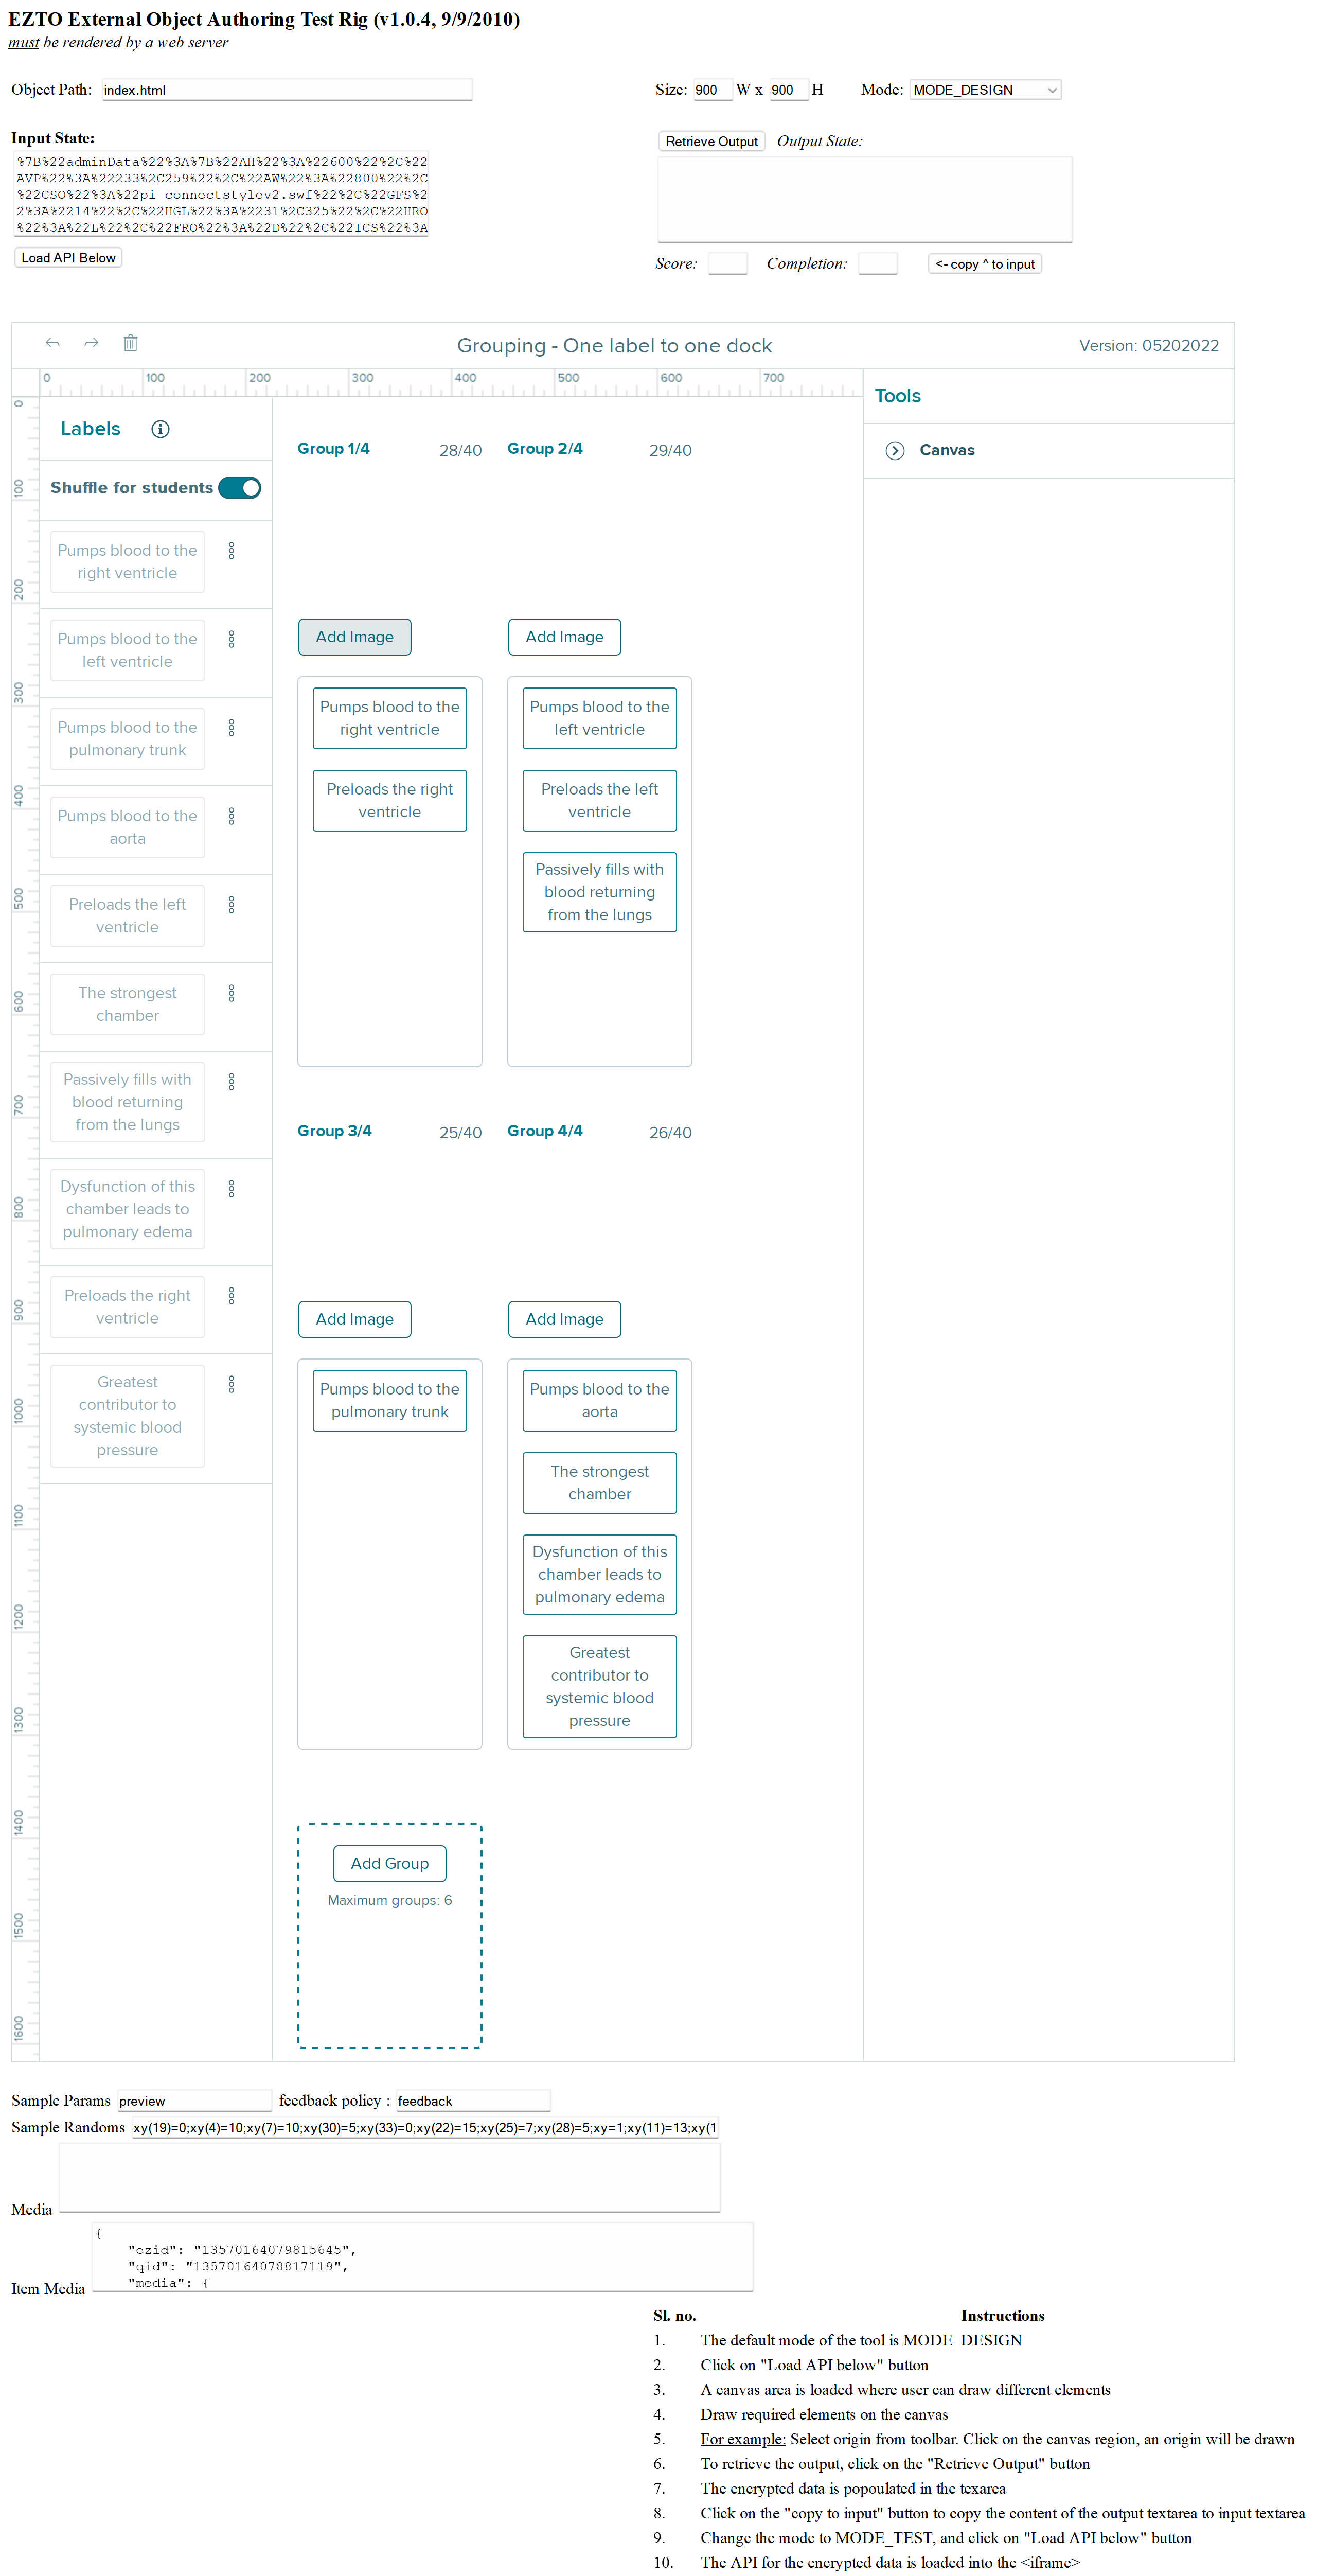 EZTO External Object Authoring Test Rig (v1.0.4, 9/9/2010)
must be rendered by a web server
Object Path: index.html
Size: 900 W x 900 H Mode: MODE_DESIGN
Input State:
%7B%22adminData%22%3A%7B%22AH%22%3A%22600%22%2C%22
AVP%22%3A%22233%2C259%22%2C%22AW%22%3A%22800%22%2C
%22CSO%22%3A%22pi_connectstylev2.swf%22%2C%22GFS%2
2%3A%2214%22%2C%22HGL%22%3A%2231%2C325%22%2C%22HRO
%22%3A%22L%22%2C%22FRO%22%3A%22D%22%2C%22ICS%22%3A
Load API Below
Retrieve Output Output State:
Score: Completion: <- copy ^ to input
Grouping - One label to one dock
Version: 05202022
0 100 200 300 400 500 600 700
0
100
200
300
400
500
600
700
800
900
1000
1100
1200
1300
1400
1500
1600
Labels
Shuffle for students
Pumps blood to the
right ventricle
Pumps blood to the
left ventricle
Pumps blood to the
pulmonary trunk
Pumps blood to the
aorta
Preloads the left
ventricle
The strongest
chamber
Passively fills with
blood returning
from the lungs
Dysfunction of this
chamber leads to
pulmonary edema
Preloads the right
ventricle
Greatest
contributor to
systemic blood
pressure
Group 1/4 28/40
Add Image
Pumps blood to the
right ventricle
Preloads the right
ventricle
Group 2/4 29/40
Add Image
Pumps blood to the
left ventricle
Preloads the left
ventricle
Passively fills with
blood returning
from the lungs
Group 3/4 25/40
Add Image
Pumps blood to the
pulmonary trunk
Group 4/4 26/40
Add Image
Pumps blood to the
aorta
The strongest
chamber
Dysfunction of this
chamber leads to
pulmonary edema
Greatest
contributor to
systemic blood
pressure
Add Group
Maximum groups: 6
Tools
Canvas
Sample Params preview feedback policy : feedback
Sample Randoms xy(19)=0;xy(4)=10;xy(7)=10;xy(30)=5;xy(33)=0;xy(22)=15;xy(25)=7;xy(28)=5;xy=1;xy(11)=13;xy(1
Media
Item Media
{
"ezid": "13570164079815645",
"qid": "13570164078817119",
"media": {
Sl. no. Instructions
1. The default mode of the tool is MODE_DESIGN
2. Click on "Load API below" button
3. A canvas area is loaded where user can draw different elements
4. Draw required elements on the canvas
5. For example: Select origin from toolbar. Click on the canvas region, an origin will be drawn
6. To retrieve the output, click on the "Retrieve Output" button
7. The encrypted data is popoulated in the texarea
8. Click on the "copy to input" button to copy the content of the output textarea to input textarea
9. Change the mode to MODE_TEST, and click on "Load API below" button
10. The API for the encrypted data is loaded into the <iframe>